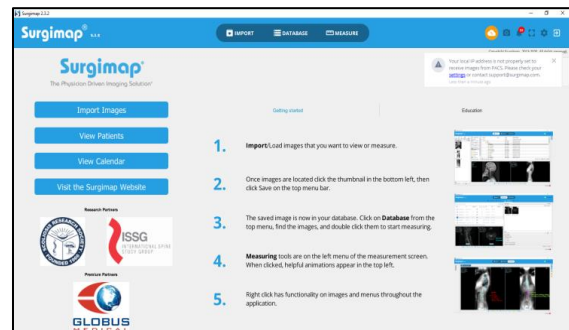 Surgimap 2.3.2
Surgimap®
IMPORT
DATABASE
MEASURE
Your local IP address is not properly set to
receive images from PACS. Please check your
settings or contact support@surgimap.com.
Surgimap®
The Physician Driven Imaging Solution®
Import Images
View Patients
View Calendar
Visit the Surgimap Website
Research Partners
ISSG
INTERNATIONAL SPINE
STUDY GROUP
Premium Partners
GLOBUS
MEDICAL
Getting started
1. Import/Load images that you want to view or measure.
2. Once images are located click the thumbnail in the bottom left, then
click Save on the top menu bar.
3. The saved image is now in your database. Click on Database from the
top menu, find the images, and double click them to start measuring.
4. Measuring tools are on the left menu of the measurement screen.
When clicked, helpful animations appear in the top left.
5. Right click has functionality on images and menus throughout the
application.
Education